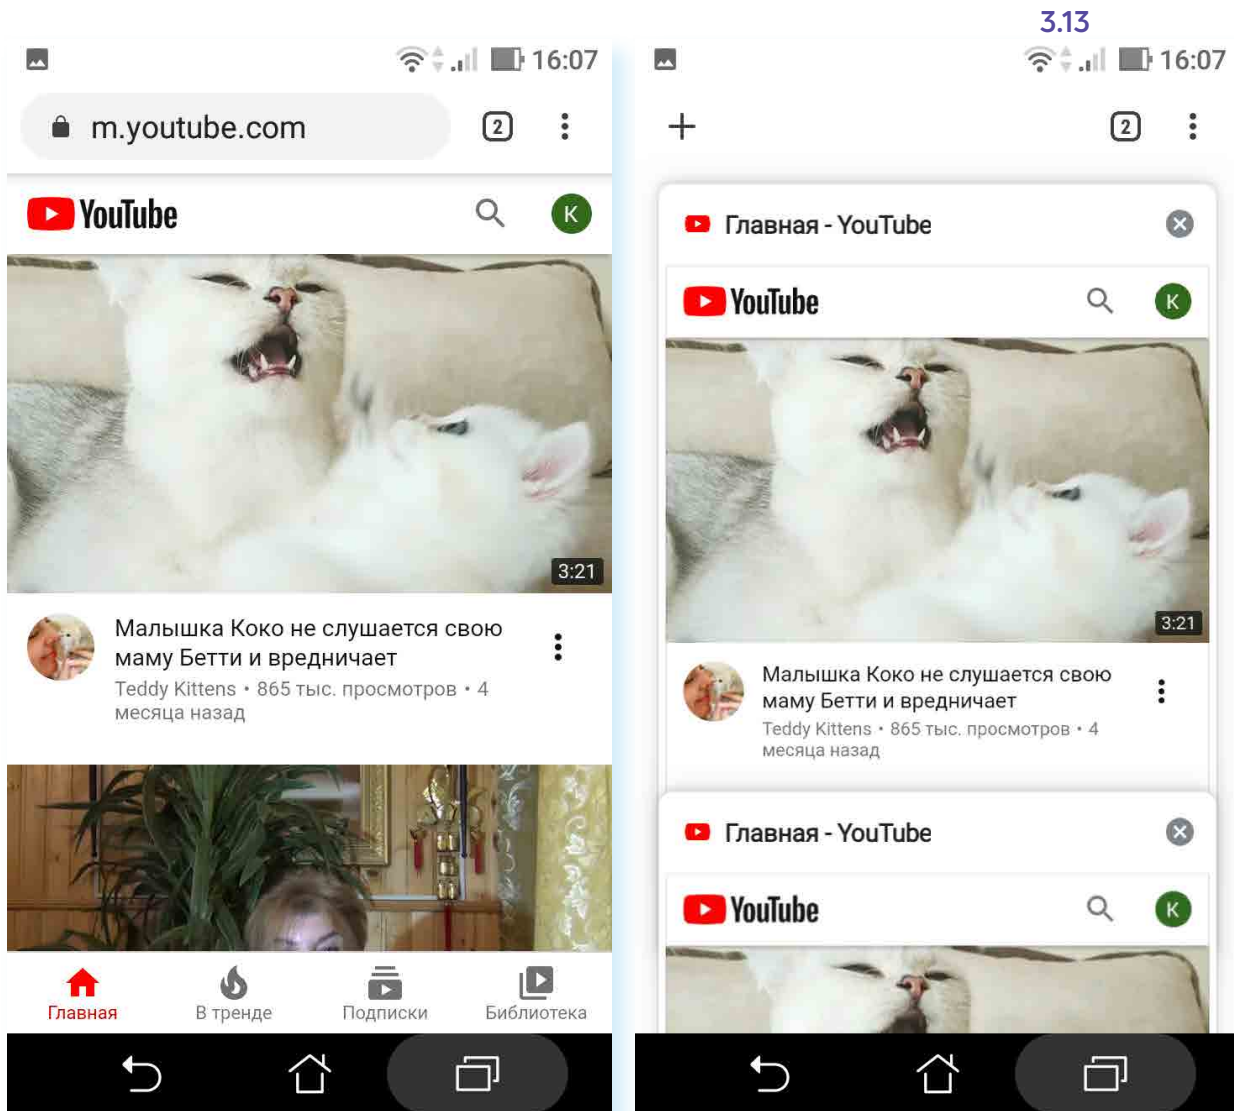 3.13
16:07
m.youtube.com
2
YouTube
K
3:21
Малышка Коко не слушается свою
маму Бетти и вредничает
Teddy Kittens • 865 тыс. просмотров • 4
месяца назад
Главная
В тренде
Подписки
Библиотека
16:07
2
Главная - YouTube
YouTube
K
3:21
Малышка Коко не слушается свою
маму Бетти и вредничает
Teddy Kittens • 865 тыс. просмотров • 4
месяца назад
Главная - YouTube
YouTube
K